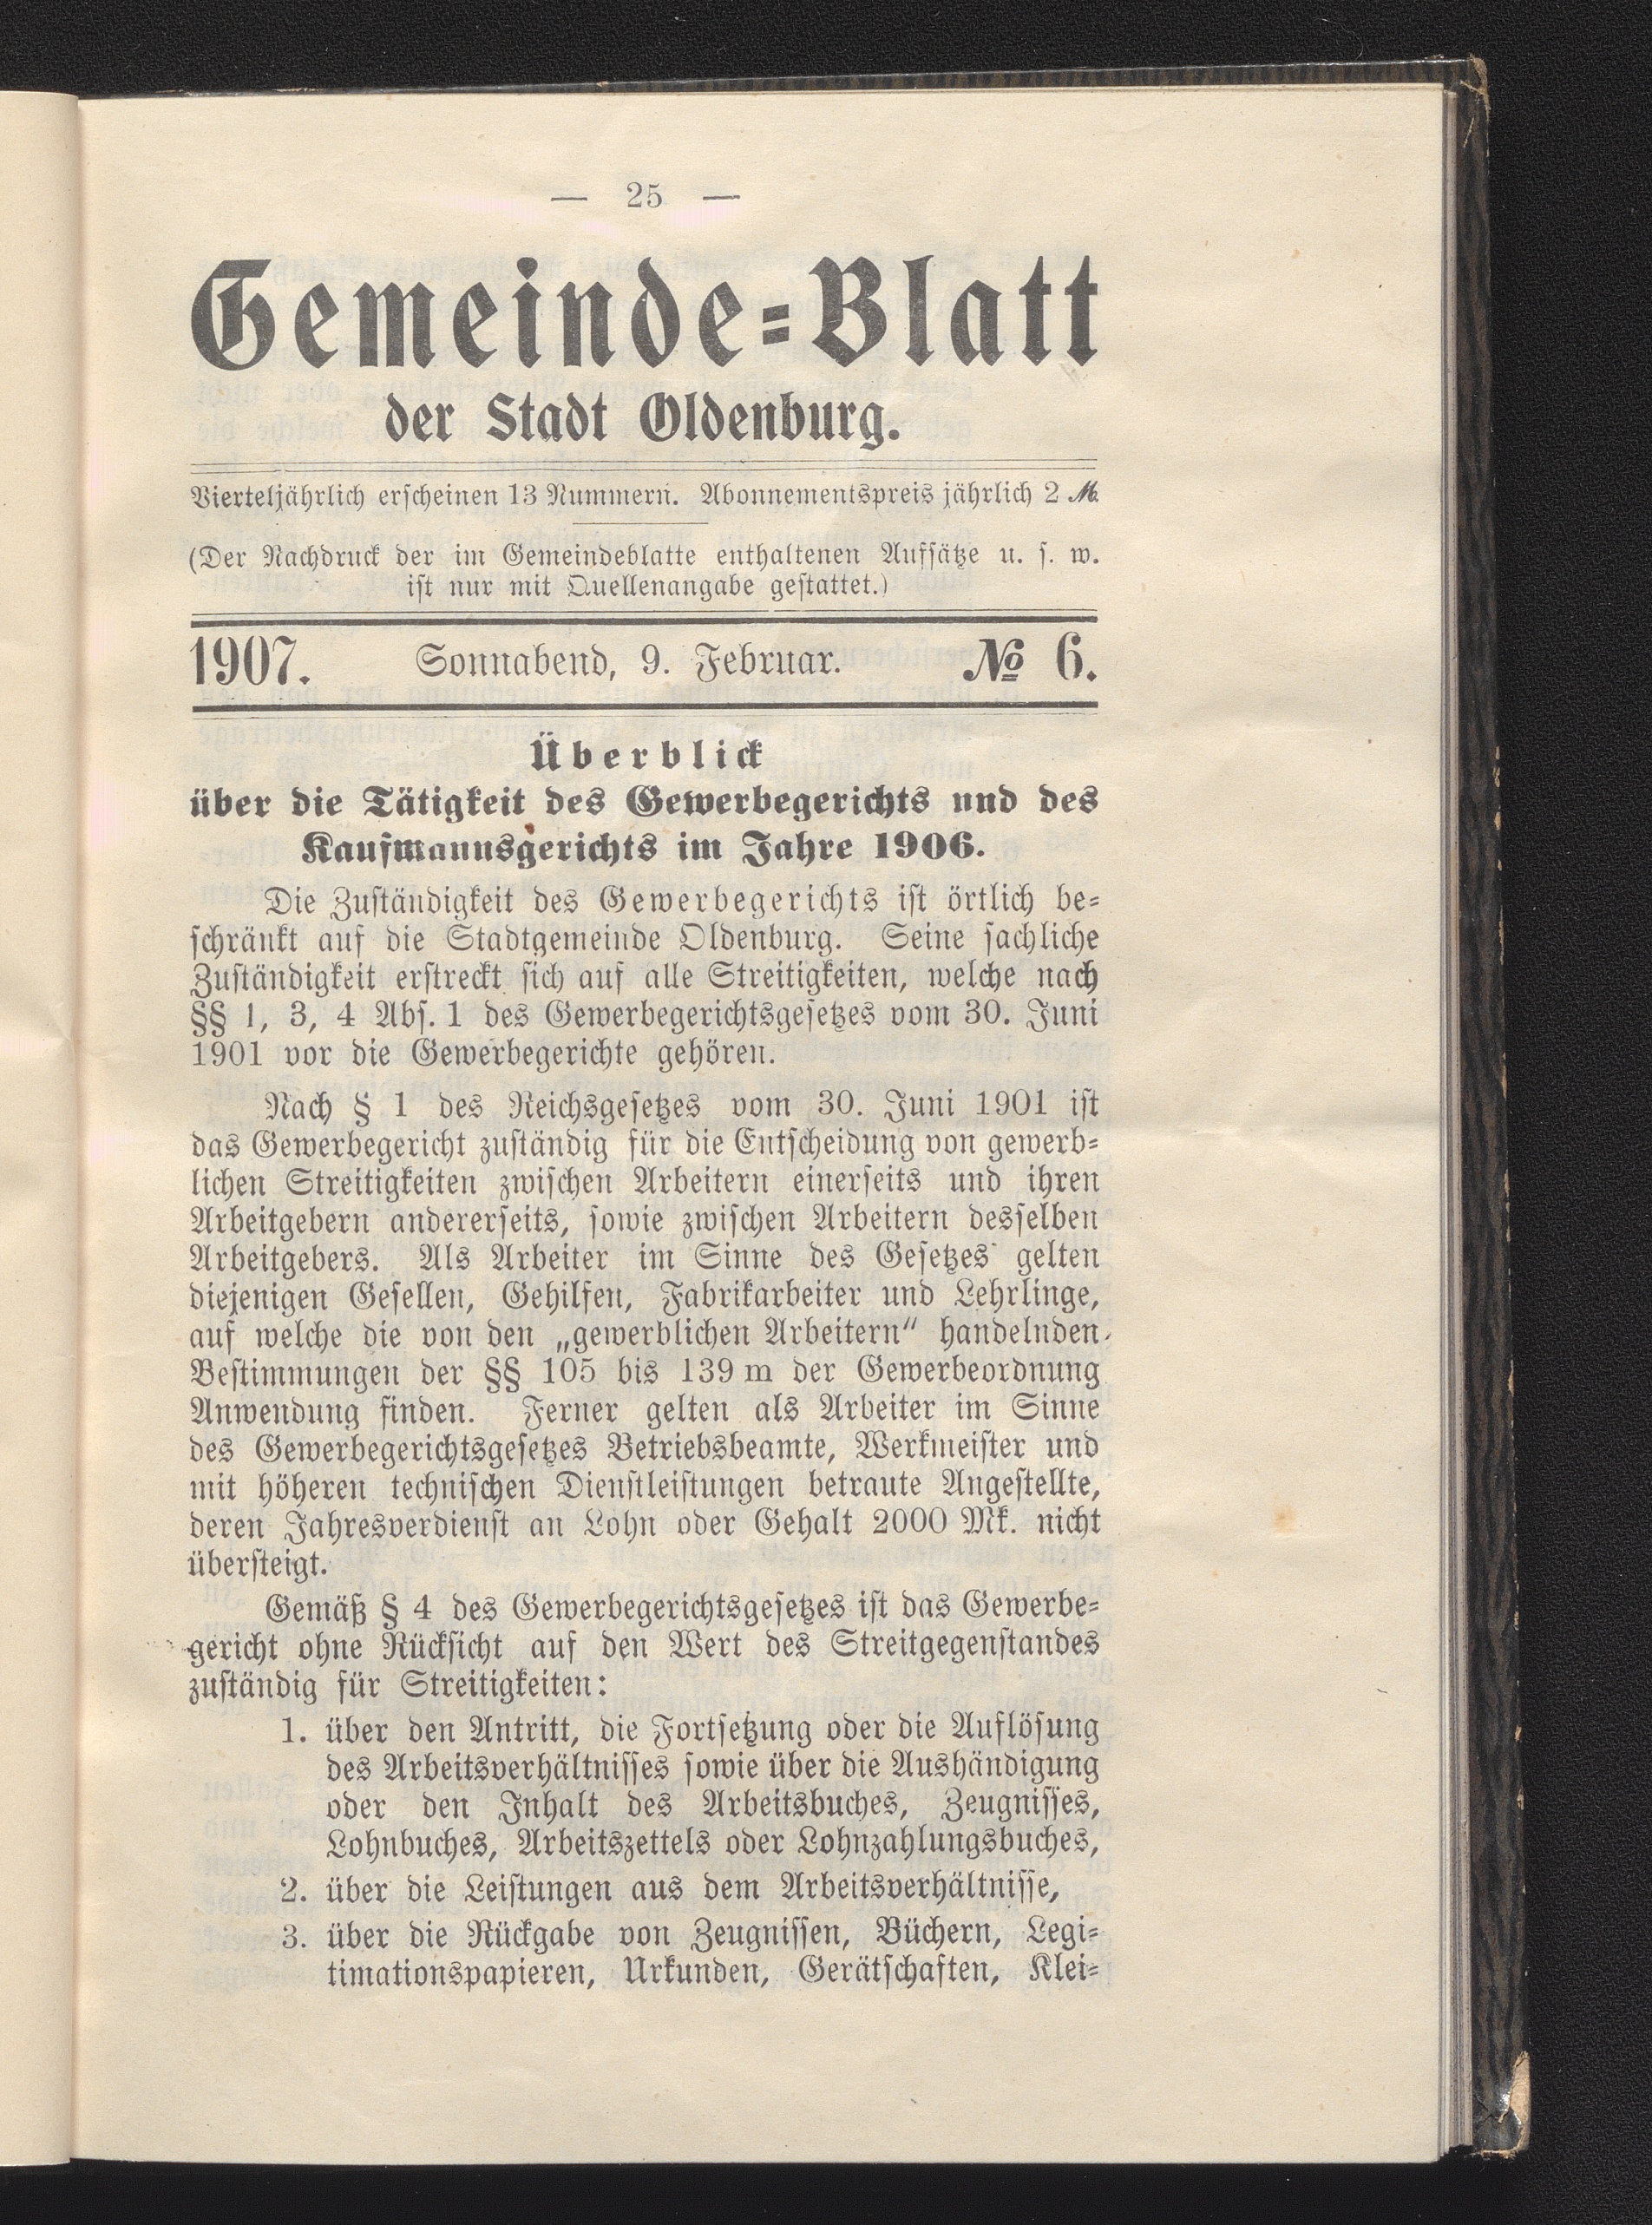 — 25 —
Gemeinde-Blatt
der Stadt Oldenburg.
Vierteljährlich erscheinen 13 Nummern. Abonnementspreis jährlich 2 ℳ.
(Der Nachdruck der im Gemeindeblatte enthaltenen Aufsätze u. s. w.
ist nur mit Quellenangabe gestattet.)
1907. Sonnabend, 9. Februar. № 6.
Überblick
über die Tätigkeit des Gewerbegerichts und des
Kaufmannsgerichts im Jahre 1906.
Die Zuständigkeit des Gewerbegerichts ist örtlich be-
schränkt auf die Stadtgemeinde Oldenburg. Seine sachliche
Zuständigkeit erstreckt sich auf alle Streitigkeiten, welche nach
§§ 1, 3, 4 Abs. 1 des Gewerbegerichtsgesetzes vom 30. Juni
1901 vor die Gewerbegerichte gehören.
Nach § 1 des Reichsgesetzes vom 30. Juni 1901 ist
das Gewerbegericht zuständig für die Entscheidung von gewerb-
lichen Streitigkeiten zwischen Arbeitern einerseits und ihren
Arbeitgebern andererseits, sowie zwischen Arbeitern desselben
Arbeitgebers. Als Arbeiter im Sinne des Gesetzes gelten
diejenigen Gesellen, Gehilfen, Fabrikarbeiter und Lehrlinge,
auf welche die von den „gewerblichen Arbeitern“ handelnden
Bestimmungen der §§ 105 bis 139 m der Gewerbeordnung
Anwendung finden. Ferner gelten als Arbeiter im Sinne
des Gewerbegerichtsgesetzes Betriebsbeamte, Werkmeister und
mit höheren technischen Dienstleistungen betraute Angestellte,
deren Jahresverdienst an Lohn oder Gehalt 2000 Mk. nicht
übersteigt.
Gemäß § 4 des Gewerbegerichtsgesetzes ist das Gewerbe-
gericht ohne Rücksicht auf den Wert des Streitgegenstandes
zuständig für Streitigkeiten:
1. über den Antritt, die Fortsetzung oder die Auflösung
des Arbeitsverhältnisses sowie über die Aushändigung
oder den Inhalt des Arbeitsbuches, Zeugnisses,
Lohnbuches, Arbeitszettels oder Lohnzahlungsbuches,
2. über die Leistungen aus dem Arbeitsverhältnisse,
3. über die Rückgabe von Zeugnissen, Büchern, Legi-
timationspapieren, Urkunden, Gerätschaften, Klei-